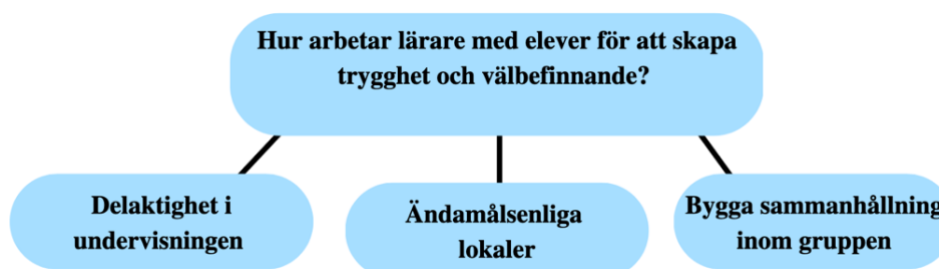 Hur arbetar lärare med elever för att skapa
trygghet och välbefinnande?
Delaktighet i
undervisningen
Ändamålsenliga
lokaler
Bygga sammanhållning
inom gruppen